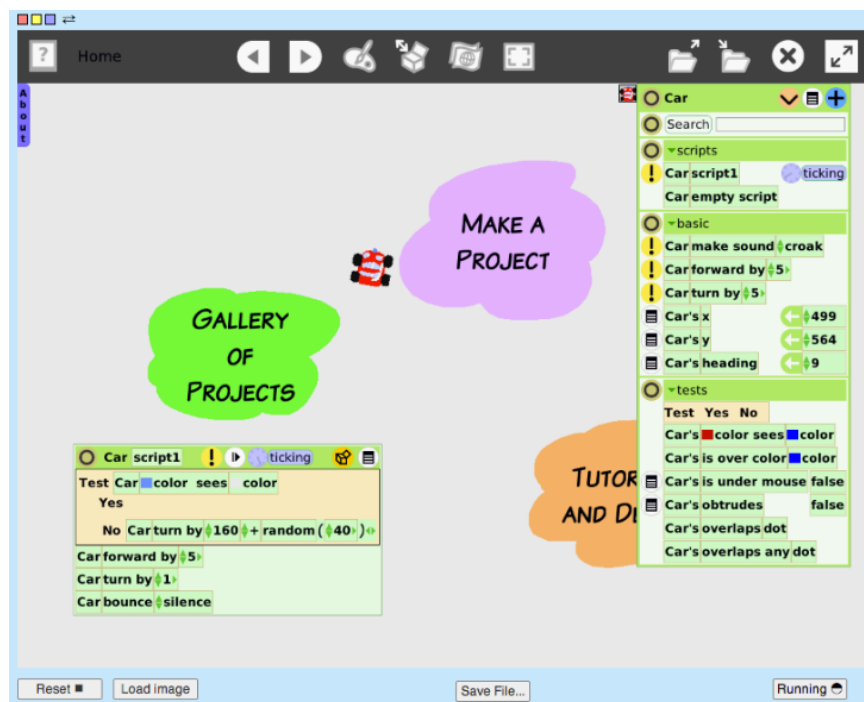 ?
Home
About
MAKE A
PROJECT
GALLERY
OF
PROJECTS
TUTOR
AND D
Car
Search
scripts
! Car script1 ticking
Car empty script
basic
! Car make sound croak
! Car forward by 5
! Car turn by 5
Car's x 499
Car's y 564
Car's heading 9
tests
Test Yes No
Car's color sees color
Car's is over color color
Car's is under mouse false
Car's obtrudes false
Car's overlaps dot
Car's overlaps any dot
Car script1 ! ticking
Test Car color sees color
Yes
No Car turn by 160 + random ( 40 )
Car forward by 5
Car turn by 1
Car bounce silence
Reset
Load image
Save File...
Running